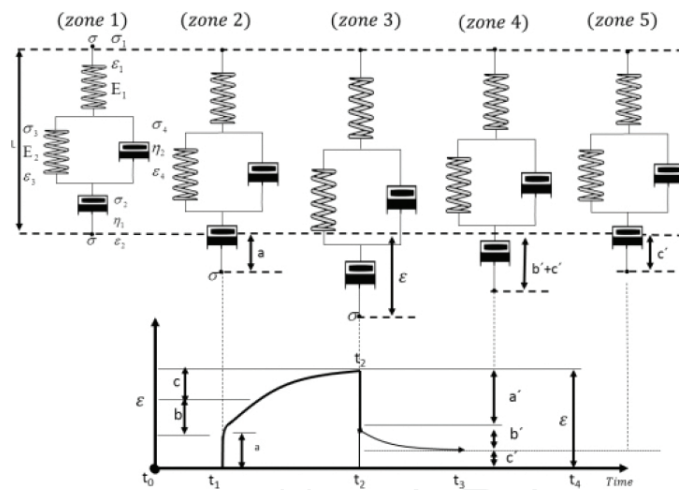 (zone 1) (zone 2) (zone 3) (zone 4) (zone 5)
σ σ₁
ε₁
E₁
L
σ₃ σ₄
E₂ η₂
ε₃ ε₄
σ₂
η₁
σ ε₂
a
σ
ε
σ
b´+c´
c´
t₂
c
ε
b
a
a´
b´
c´
ε
t₀ t₁ t₂ t₃ t₄ Time